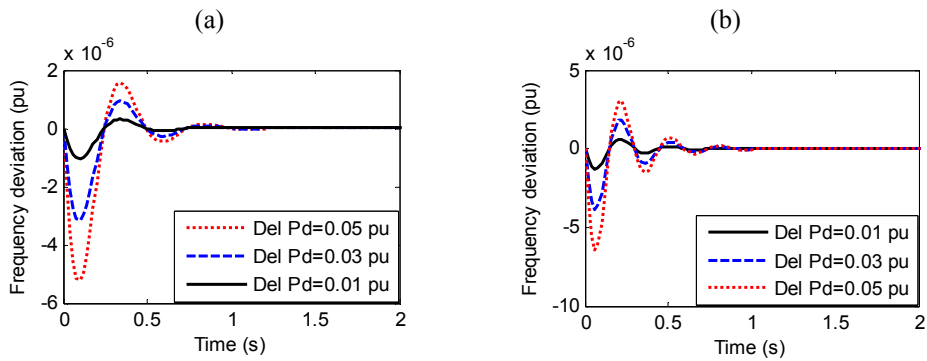 (a)
x 10^-6
Frequency deviation (pu)
2
0
-2
-4
-6
0
0.5
1
1.5
2
Time (s)
Del Pd=0.05 pu
Del Pd=0.03 pu
Del Pd=0.01 pu
(b)
x 10^-6
Frequency deviation (pu)
5
0
-5
-10
0
0.5
1
1.5
2
Time (s)
Del Pd=0.01 pu
Del Pd=0.03 pu
Del Pd=0.05 pu